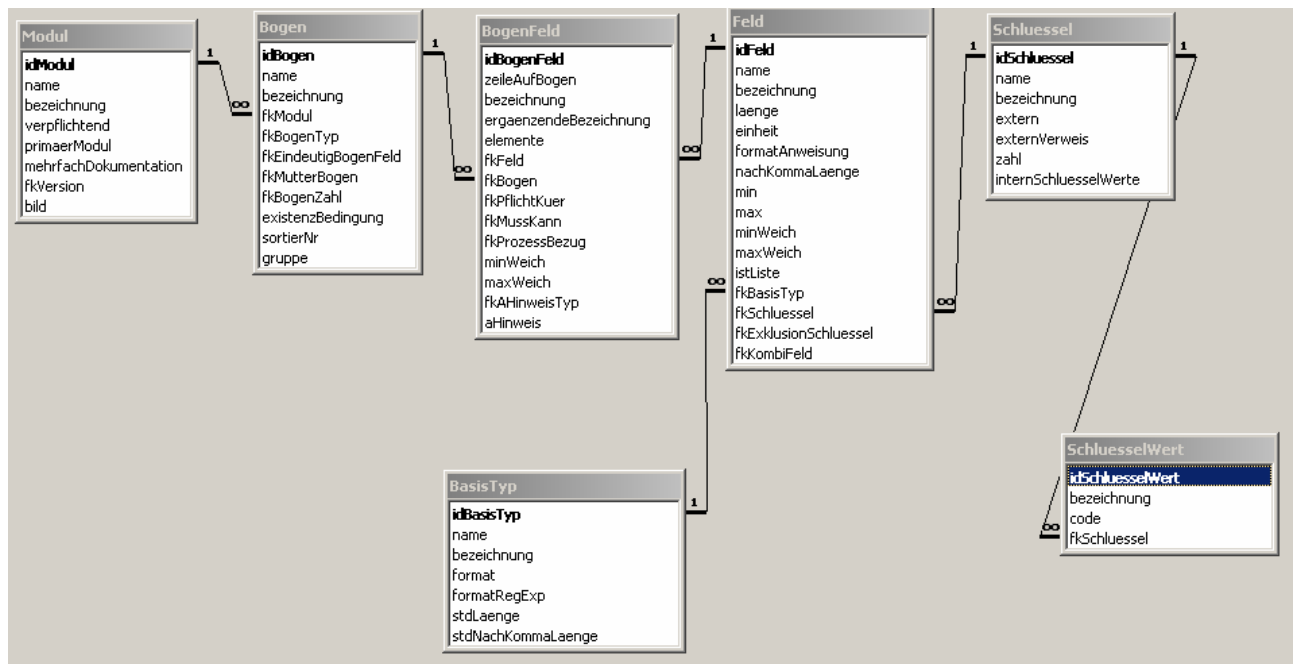 Modul
idModul
name
bezeichnung
verpflichtend
primaerModul
mehrfachDokumentation
fkVersion
bild
1
∞
Bogen
idBogen
name
bezeichnung
fkModul
fkBogenTyp
fkEindeutigBogenFeld
fkMutterBogen
fkBogenZahl
existenzBedingung
sortierNr
gruppe
1
∞
BogenFeld
idBogenFeld
zeileAufBogen
bezeichnung
ergaenzendeBezeichnung
elemente
fkFeld
fkBogen
fkPflichtKuer
fkMussKann
fkProzessBezug
minWeich
maxWeich
fkAHinweisTyp
aHinweis
1
∞
Feld
idFeld
name
bezeichnung
laenge
einheit
formatAnweisung
nachKommaLaenge
min
max
minWeich
maxWeich
istListe
fkBasisTyp
fkSchluessel
fkExklusionSchluessel
fkKombiFeld
∞
1
∞
Schluessel
idSchluessel
name
bezeichnung
extern
externVerweis
zahl
internSchluesselWerte
1
BasisTyp
idBasisTyp
name
bezeichnung
format
formatRegExp
stdLaenge
stdNachKommaLaenge
1
SchluesselWert
idSchluesselWert
bezeichnung
code
fkSchluessel
∞